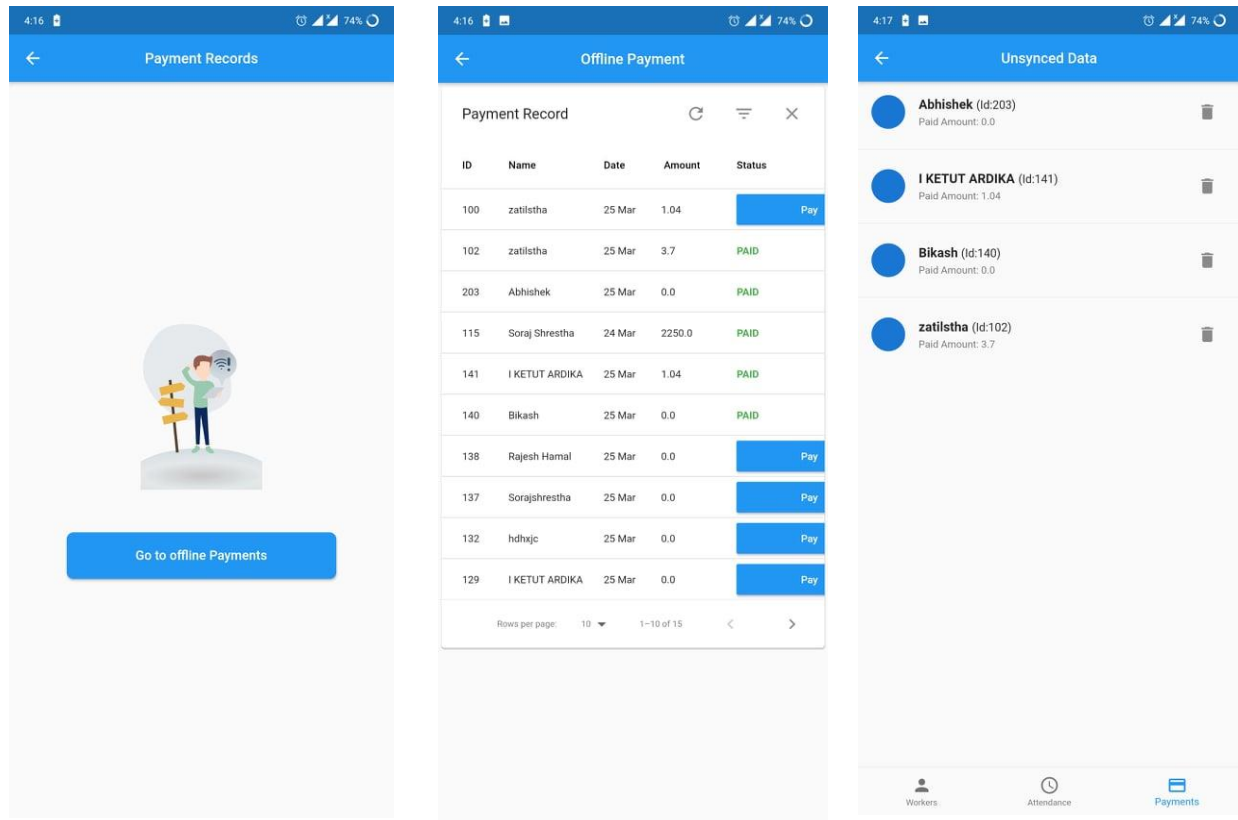 4:16
74%
Payment Records
Go to offline Payments
4:16
74%
Offline Payment
Payment Record
ID Name Date Amount Status
100 zatilstha 25 Mar 1.04 Pay
102 zatilstha 25 Mar 3.7 PAID
203 Abhishek 25 Mar 0.0 PAID
115 Soraj Shrestha 24 Mar 2250.0 PAID
141 I KETUT ARDIKA 25 Mar 1.04 PAID
140 Bikash 25 Mar 0.0 PAID
138 Rajesh Hamal 25 Mar 0.0 Pay
137 Sorajshrestha 25 Mar 0.0 Pay
132 hdhxjc 25 Mar 0.0 Pay
129 I KETUT ARDIKA 25 Mar 0.0 Pay
Rows per page: 10 1–10 of 15
4:17
74%
Unsynced Data
Abhishek (Id:203)
Paid Amount: 0.0
I KETUT ARDIKA (Id:141)
Paid Amount: 1.04
Bikash (Id:140)
Paid Amount: 0.0
zatilstha (Id:102)
Paid Amount: 3.7
Workers Attendance Payments